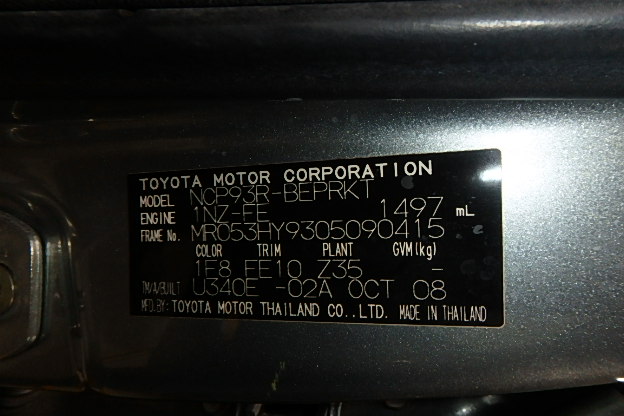 TOYOTA MOTOR CORPORATION
MODEL NCP93R-BEPRKT
ENGINE 1NZ-FE 1497 mL
FRAME No. MR053HY9305090415
COLOR TRIM PLANT GVM(kg)
1F8 FE10 Z35 -
TM/A/BUILT U340E -02A OCT 08
MFD.BY:TOYOTA MOTOR THAILAND CO.,LTD. MADE IN THAILAND